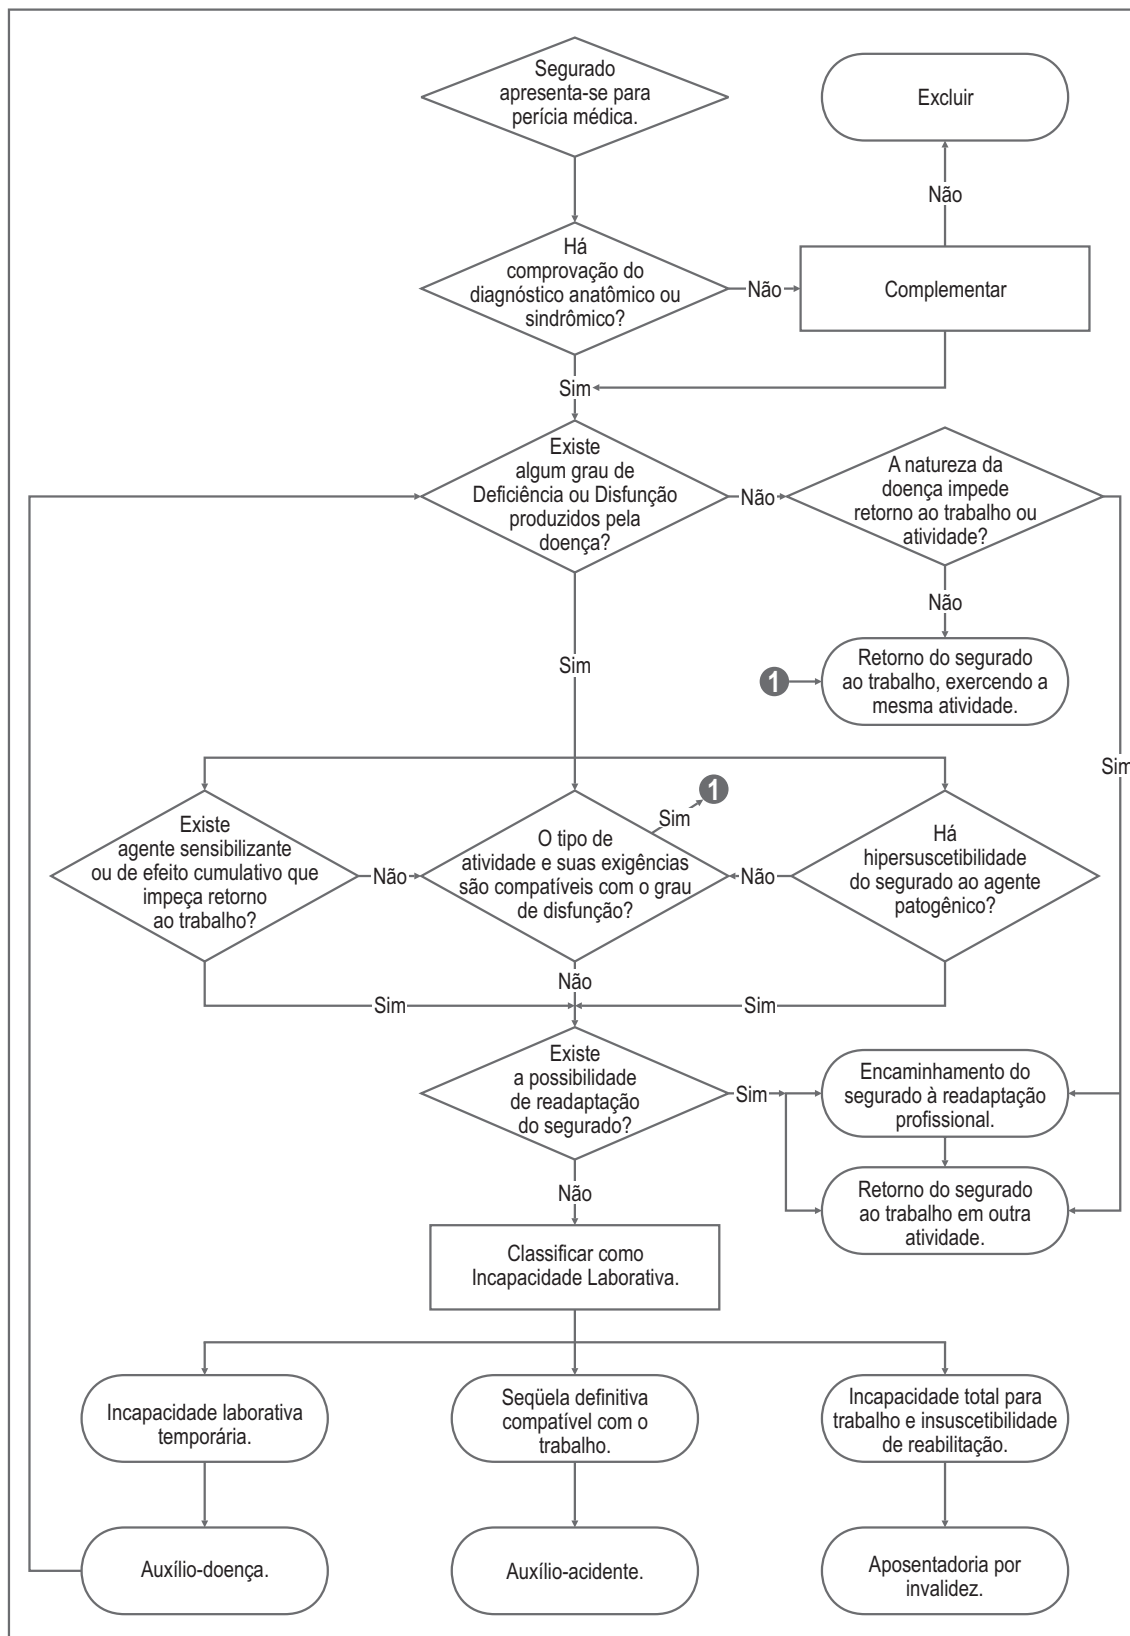 Segurado
apresenta-se para
perícia médica.
Excluir
Não
Há
comprovação do
diagnóstico anatômico ou
sindrômico?
Não
Complementar
Sim
Existe
algum grau de
Deficiência ou Disfunção
produzidos pela
doença?
Não
A natureza da
doença impede
retorno ao trabalho ou
atividade?
Não
Sim
1
Retorno do segurado
ao trabalho, exercendo a
mesma atividade.
Sim
1
Sim
Existe
agente sensibilizante
ou de efeito cumulativo que
impeça retorno
ao trabalho?
Não
O tipo de
atividade e suas exigências
são compatíveis com o grau
de disfunção?
Não
Há
hipersuscetibilidade
do segurado ao agente
patogênico?
Não
Sim
Sim
Existe
a possibilidade
de readaptação
do segurado?
Sim
Encaminhamento do
segurado à readaptação
profissional.
Não
Retorno do segurado
ao trabalho em outra
atividade.
Classificar como
Incapacidade Laborativa.
Incapacidade laborativa
temporária.
Seqüela definitiva
compatível com o
trabalho.
Incapacidade total para
trabalho e insuscetibilidade
de reabilitação.
Auxílio-doença.
Auxílio-acidente.
Aposentadoria por
invalidez.